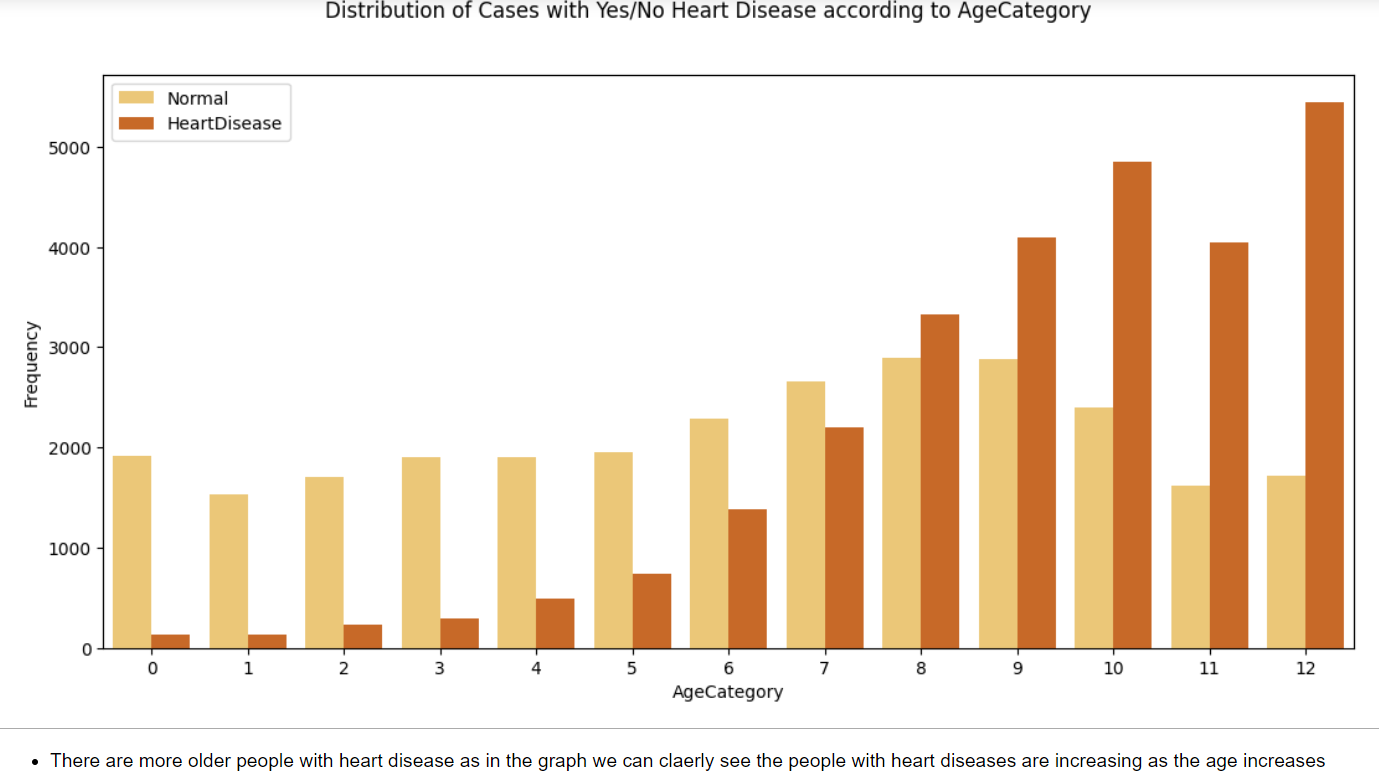 Distribution of Cases with Yes/No Heart Disease according to AgeCategory
Normal
HeartDisease
5000
4000
3000
2000
1000
0
Frequency
0 1 2 3 4 5 6 7 8 9 10 11 12
AgeCategory
• There are more older people with heart disease as in the graph we can claerly see the people with heart diseases are increasing as the age increases